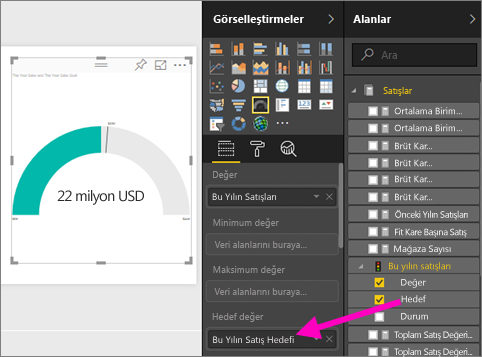 This Year Sales and This Year Sales Goal
22 milyon USD
Görselleştirmeler
Değer
Bu Yılın Satışları
Minimum değer
Veri alanlarını buraya...
Maksimum değer
Veri alanlarını buraya...
Hedef değer
Bu Yılın Satış Hedefi
Alanlar
Ara
Satışlar
Ortalama Birim...
Ortalama Birim...
Brüt Kar...
Brüt Kar...
Brüt Kar...
Brüt Kar...
Önceki Yılın Satışları
Fit Kare Başına Satış
Mağaza Sayısı
Bu yılın satışları
Değer
Hedef
Durum
Toplam Satış Değeri...
Toplam Satış Değeri...